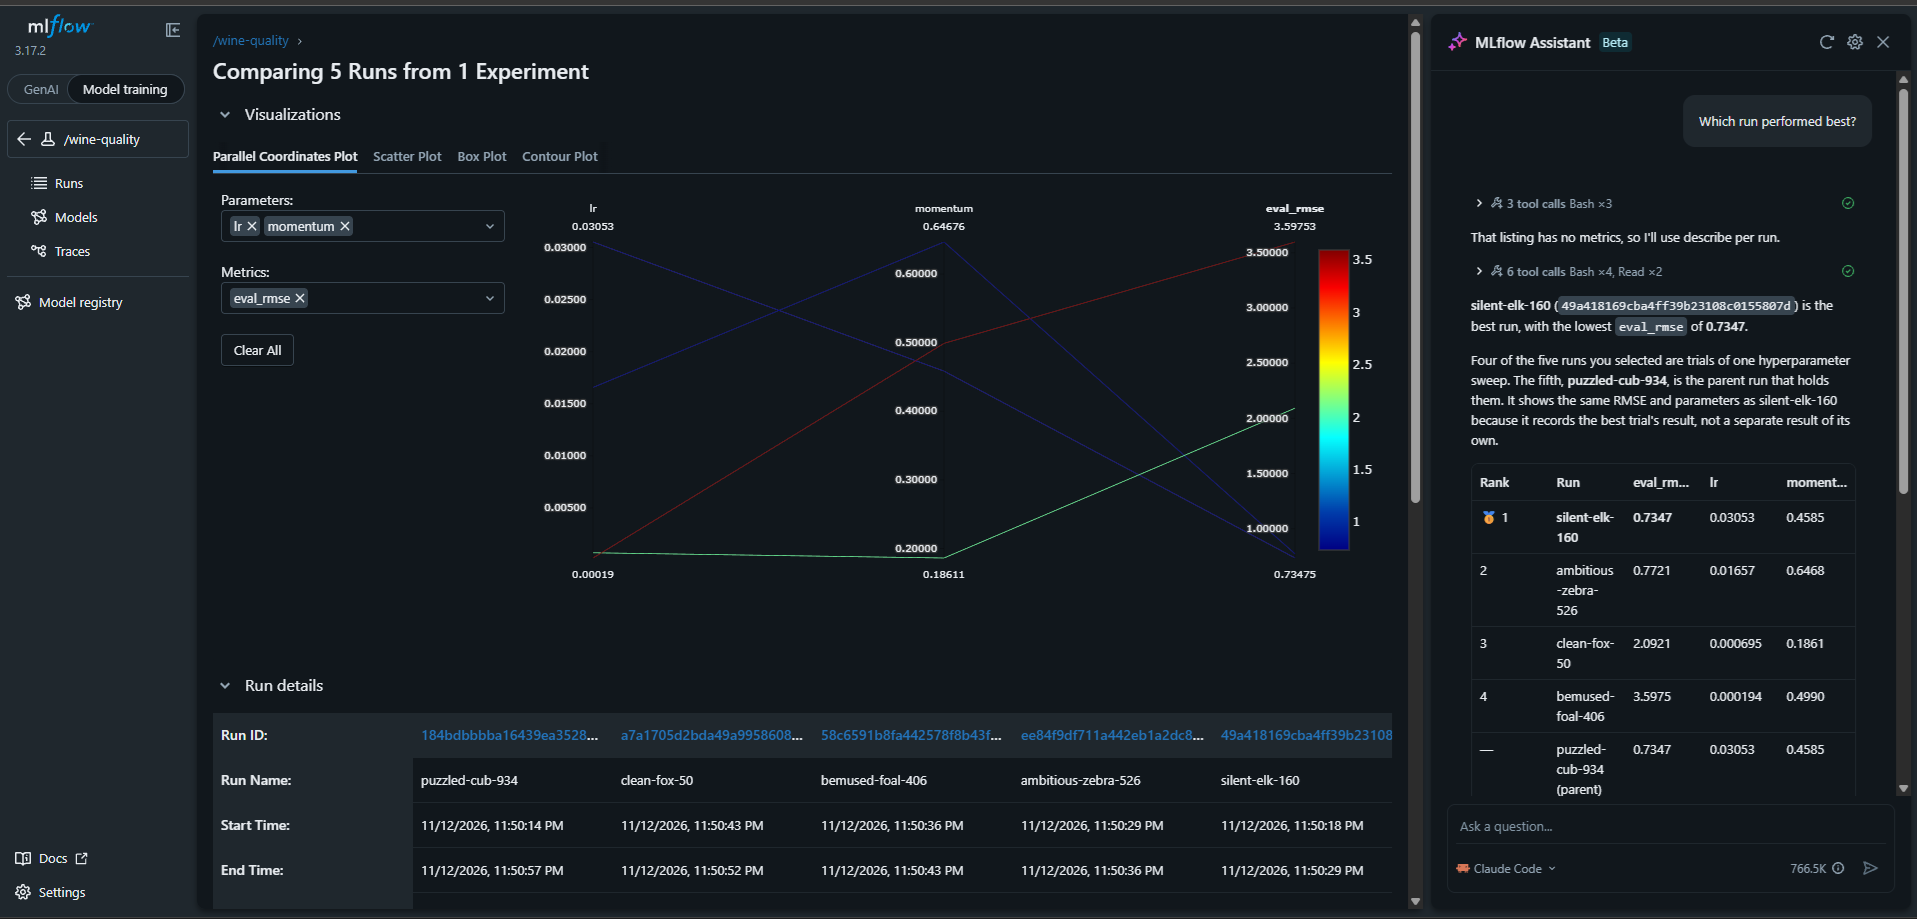 mlflow
3.17.2
GenAI
Model training
/wine-quality
Runs
Models
Traces
Model registry
Docs
Settings
/wine-quality
Comparing 5 Runs from 1 Experiment
Visualizations
Parallel Coordinates Plot
Scatter Plot
Box Plot
Contour Plot
Parameters:
lr
momentum
Metrics:
eval_rmse
Clear All
lr
0.03053
0.03000
0.02500
0.02000
0.01500
0.01000
0.00500
0.00019
momentum
0.64676
0.60000
0.50000
0.40000
0.30000
0.20000
0.18611
eval_rmse
3.59753
3.50000
3.00000
2.50000
2.00000
1.50000
1.00000
0.73475
3.5
3
2.5
2
1.5
1
Run details
Run ID: 184bdbbbba16439ea3528... a7a1705d2bda49a9958608... 58c6591b8fa442578f8b43f... ee84f9df711a442eb1a2dc8... 49a418169cba4ff39b23108
Run Name: puzzled-cub-934 clean-fox-50 bemused-foal-406 ambitious-zebra-526 silent-elk-160
Start Time: 11/12/2026, 11:50:14 PM 11/12/2026, 11:50:43 PM 11/12/2026, 11:50:36 PM 11/12/2026, 11:50:29 PM 11/12/2026, 11:50:18 PM
End Time: 11/12/2026, 11:50:57 PM 11/12/2026, 11:50:52 PM 11/12/2026, 11:50:43 PM 11/12/2026, 11:50:36 PM 11/12/2026, 11:50:29 PM
MLflow Assistant Beta
Which run performed best?
3 tool calls Bash ×3
That listing has no metrics, so I'll use describe per run.
6 tool calls Bash ×4, Read ×2
silent-elk-160 (49a418169cba4ff39b23108c0155807d) is the
best run, with the lowest eval_rmse of 0.7347.
Four of the five runs you selected are trials of one hyperparameter
sweep. The fifth, puzzled-cub-934, is the parent run that holds
them. It shows the same RMSE and parameters as silent-elk-160
because it records the best trial's result, not a separate result of its
own.
Rank Run eval_rm... lr moment...
1 silent-elk- 0.7347 0.03053 0.4585
160
2 ambitious 0.7721 0.01657 0.6468
-zebra-
526
3 clean-fox- 2.0921 0.000695 0.1861
50
4 bemused- 3.5975 0.000194 0.4990
foal-406
— puzzled- 0.7347 0.03053 0.4585
cub-934
(parent)
Ask a question...
Claude Code
766.5K